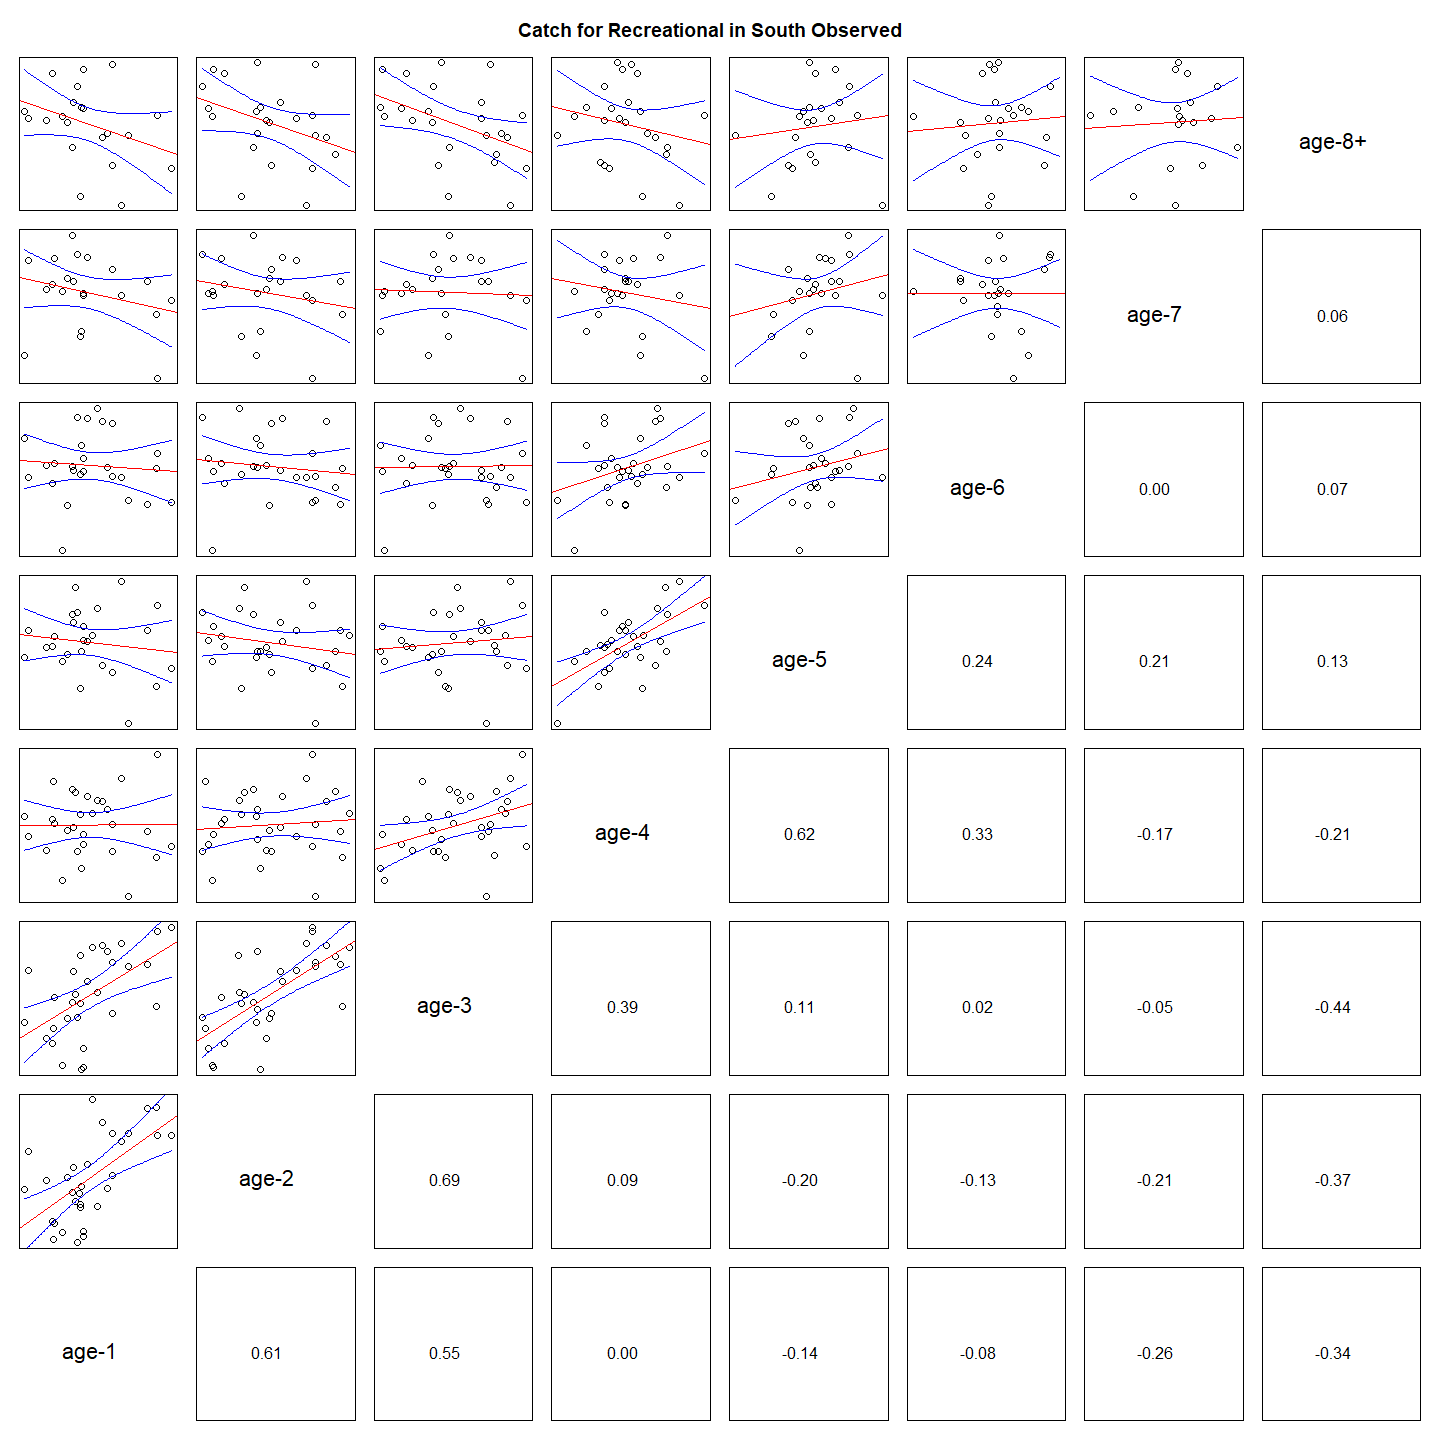 Catch for Recreational in South Observed
age-8+
age-7 0.06
age-6 0.00 0.07
age-5 0.24 0.21 0.13
age-4 0.62 0.33 -0.17 -0.21
age-3 0.39 0.11 0.02 -0.05 -0.44
age-2 0.69 0.09 -0.20 -0.13 -0.21 -0.37
age-1 0.61 0.55 0.00 -0.14 -0.08 -0.26 -0.34